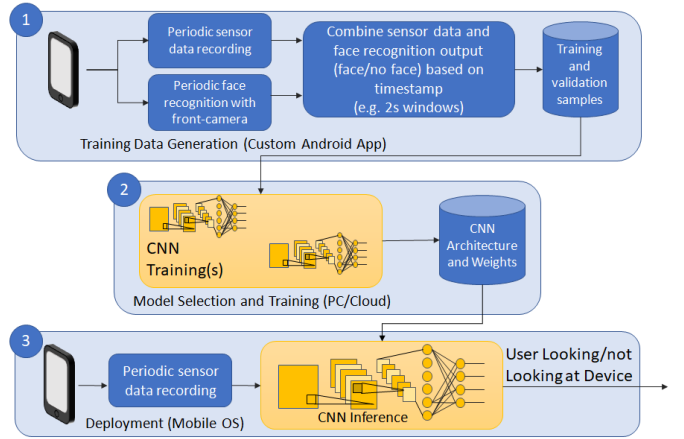 1
Periodic sensor
data recording
Periodic face
recognition with
front-camera
Combine sensor data and
face recognition output
(face/no face) based on
timestamp
(e.g. 2s windows)
Training
and
validation
samples
Training Data Generation (Custom Android App)
2
CNN
Training(s)
CNN
Architecture
and Weights
Model Selection and Training (PC/Cloud)
3
Periodic sensor
data recording
CNN Inference
User Looking/not
Looking at Device
Deployment (Mobile OS)